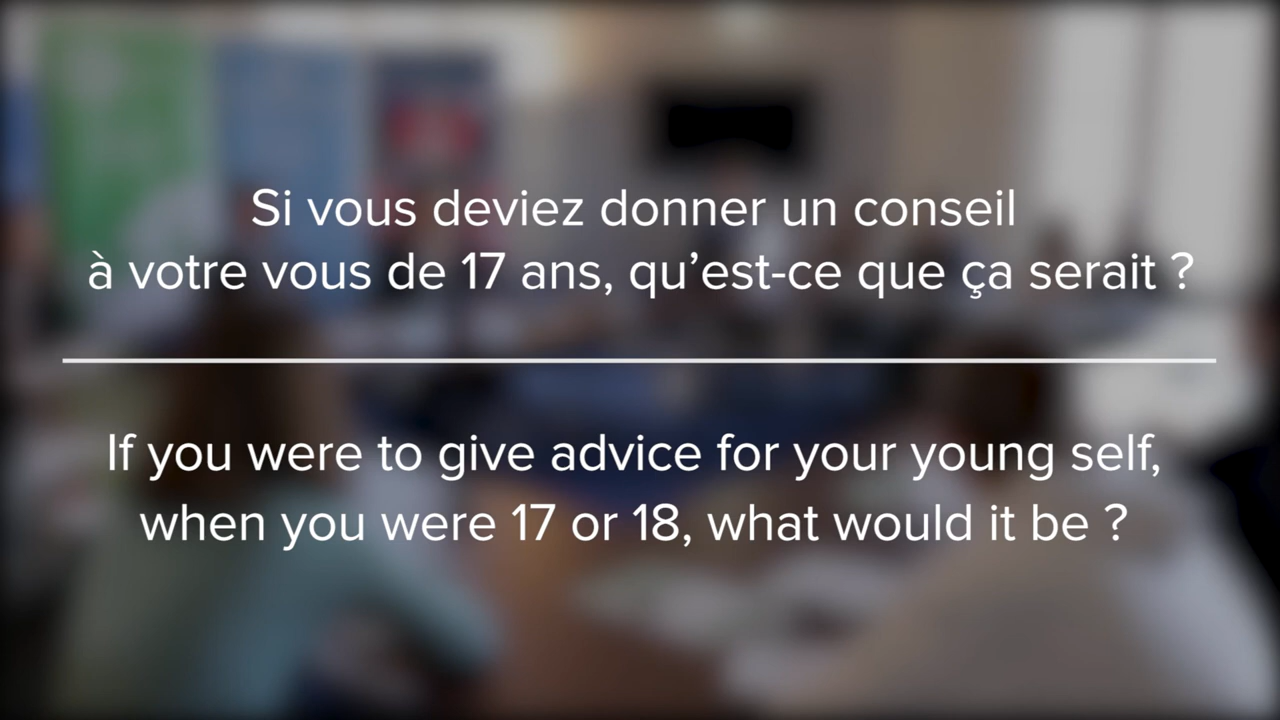 Si vous deviez donner un conseil
à votre vous de 17 ans, qu’est-ce que ça serait ?
If you were to give advice for your young self,
when you were 17 or 18, what would it be ?